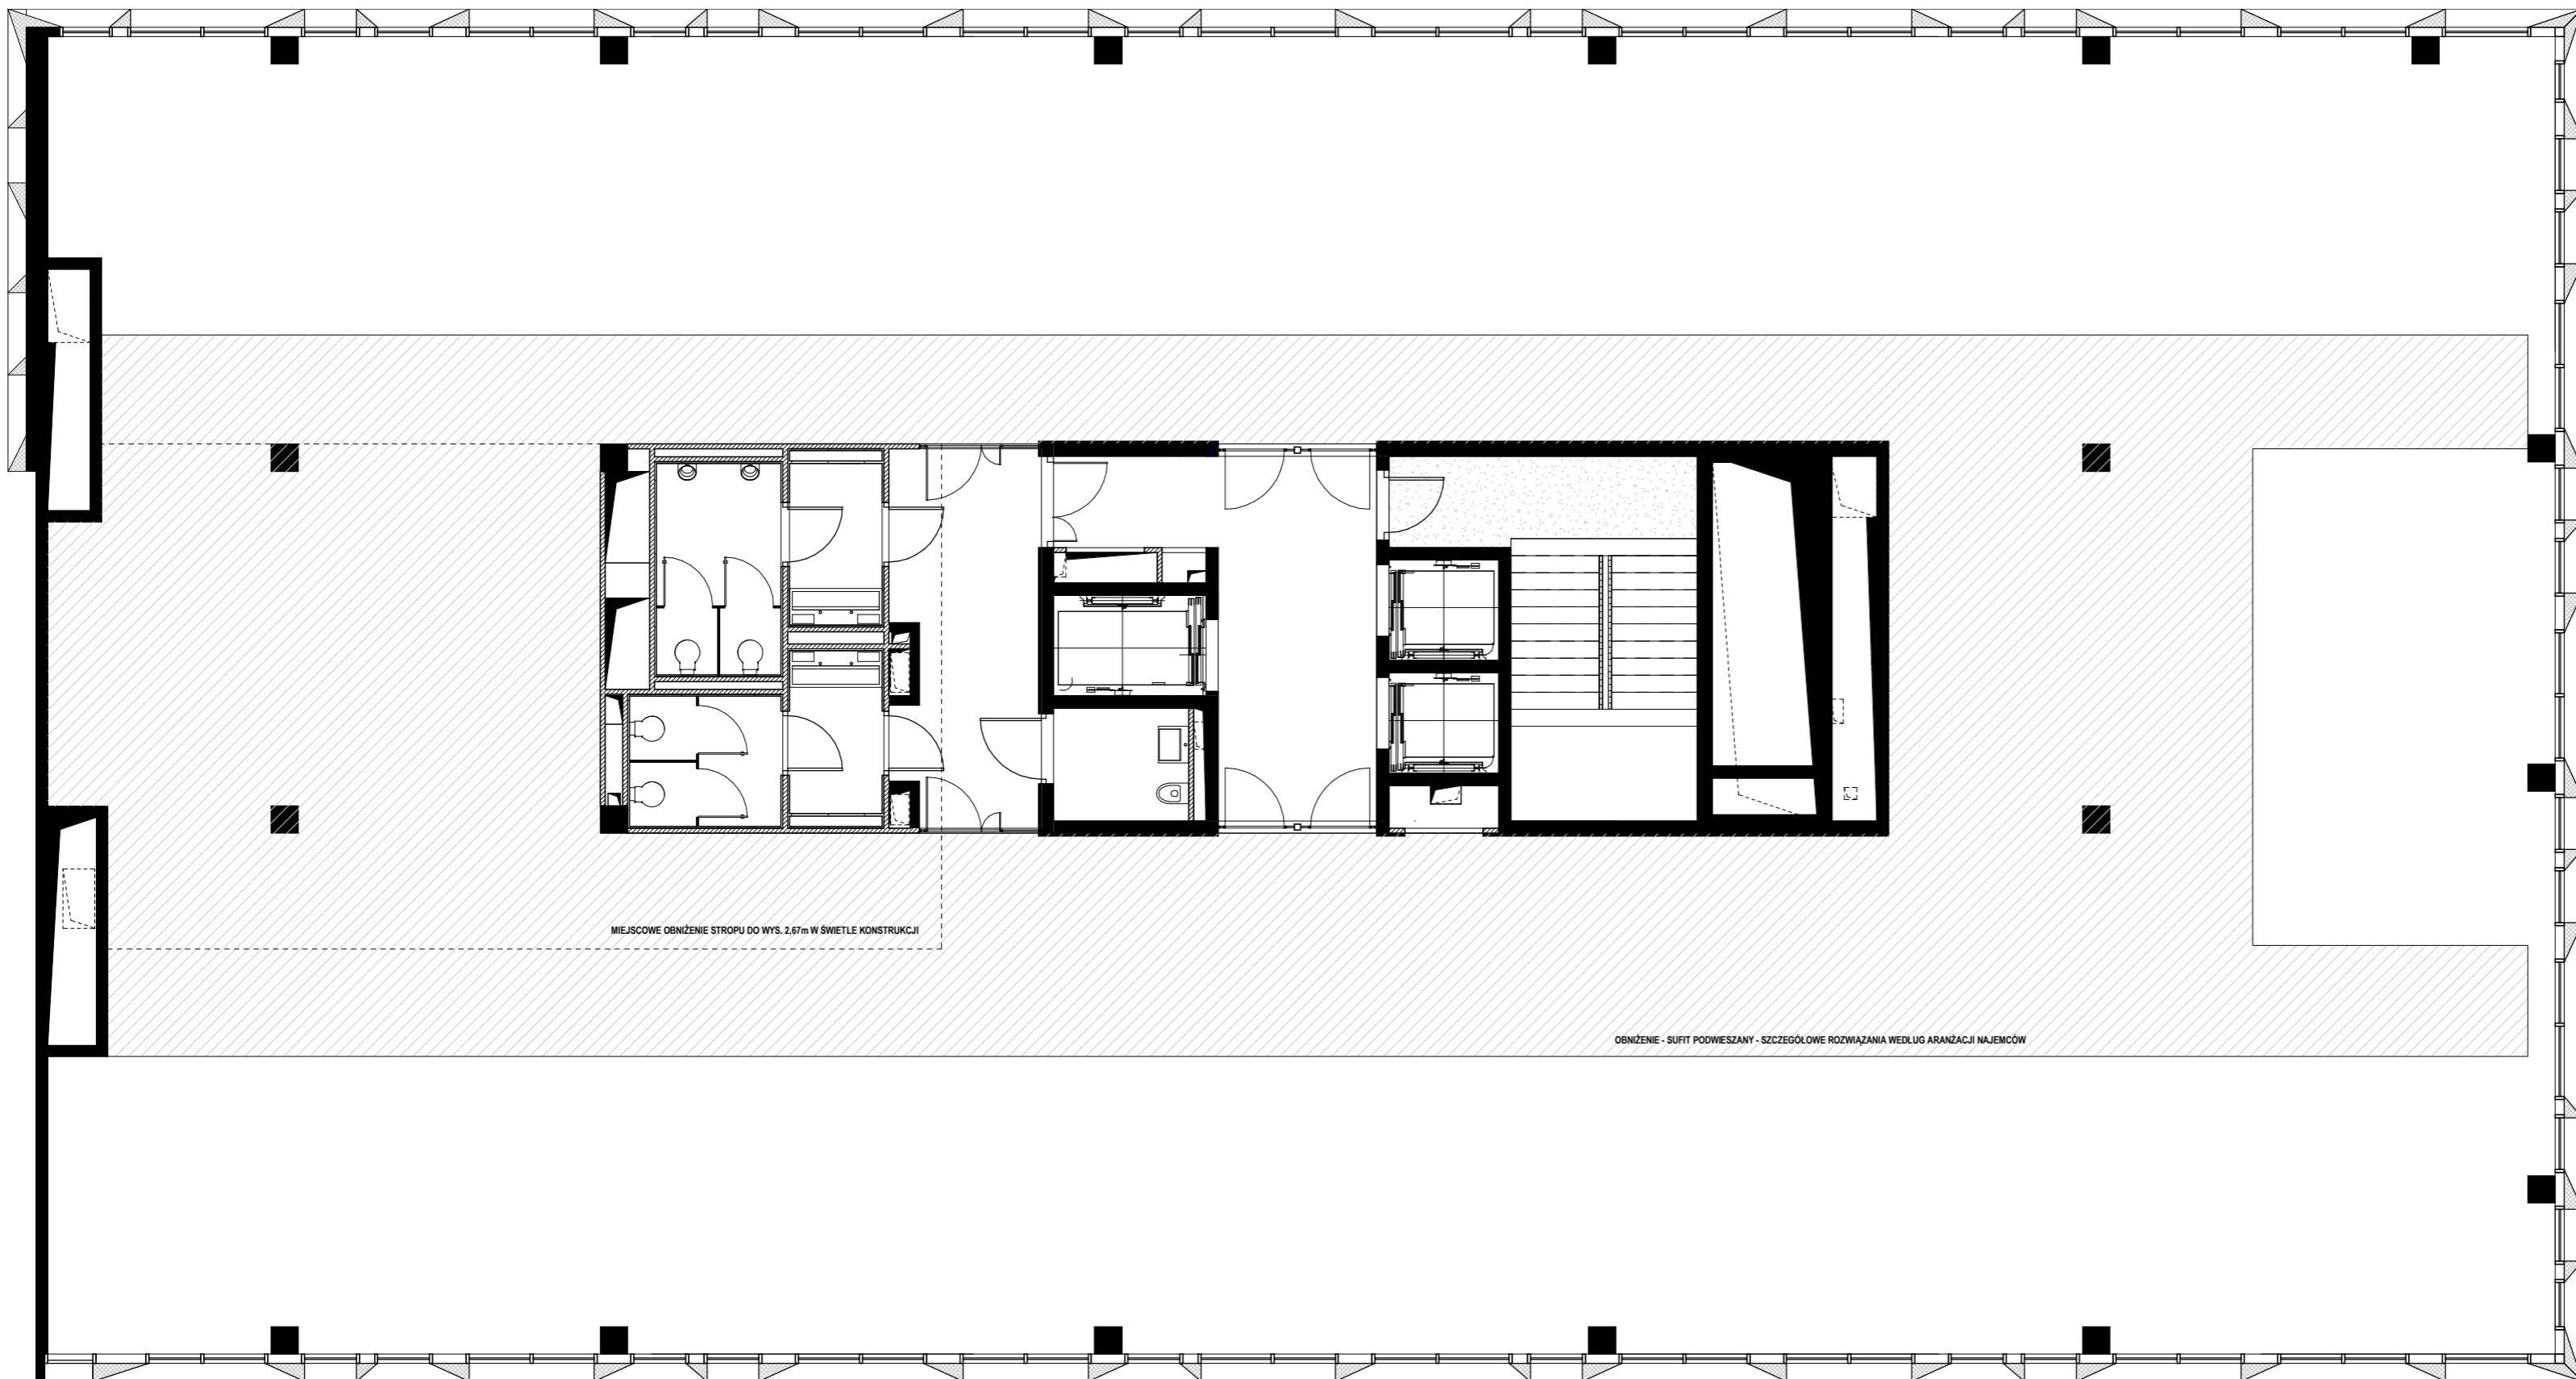 MIEJSCOWE OBNIŻENIE STROPU DO WYS. 2,67m W ŚWIETLE KONSTRUKCJI
OBNIŻENIE - SUFIT PODWIESZANY - SZCZEGÓŁOWE ROZWIĄZANIA WEDŁUG ARANŻACJI NAJEMCÓW